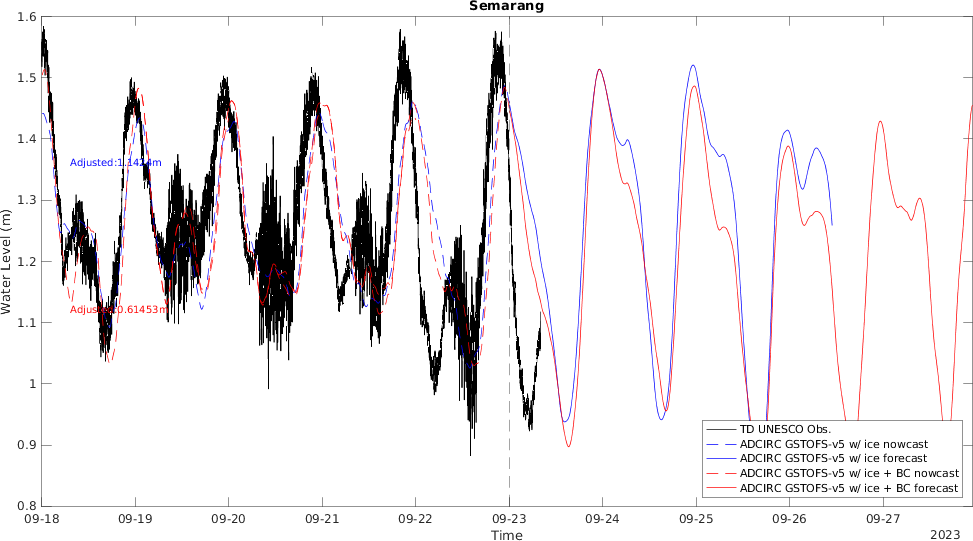 Semarang
1.6
1.5
1.4
1.3
1.2
1.1
1
0.9
0.8
Water Level (m)
Adjusted:1.1424m
Adjusted:0.61453m
TD UNESCO Obs.
ADCIRC GSTOFS-v5 w/ ice nowcast
ADCIRC GSTOFS-v5 w/ ice forecast
ADCIRC GSTOFS-v5 w/ ice + BC nowcast
ADCIRC GSTOFS-v5 w/ ice + BC forecast
09-18 09-19 09-20 09-21 09-22 09-23 09-24 09-25 09-26 09-27
Time
2023